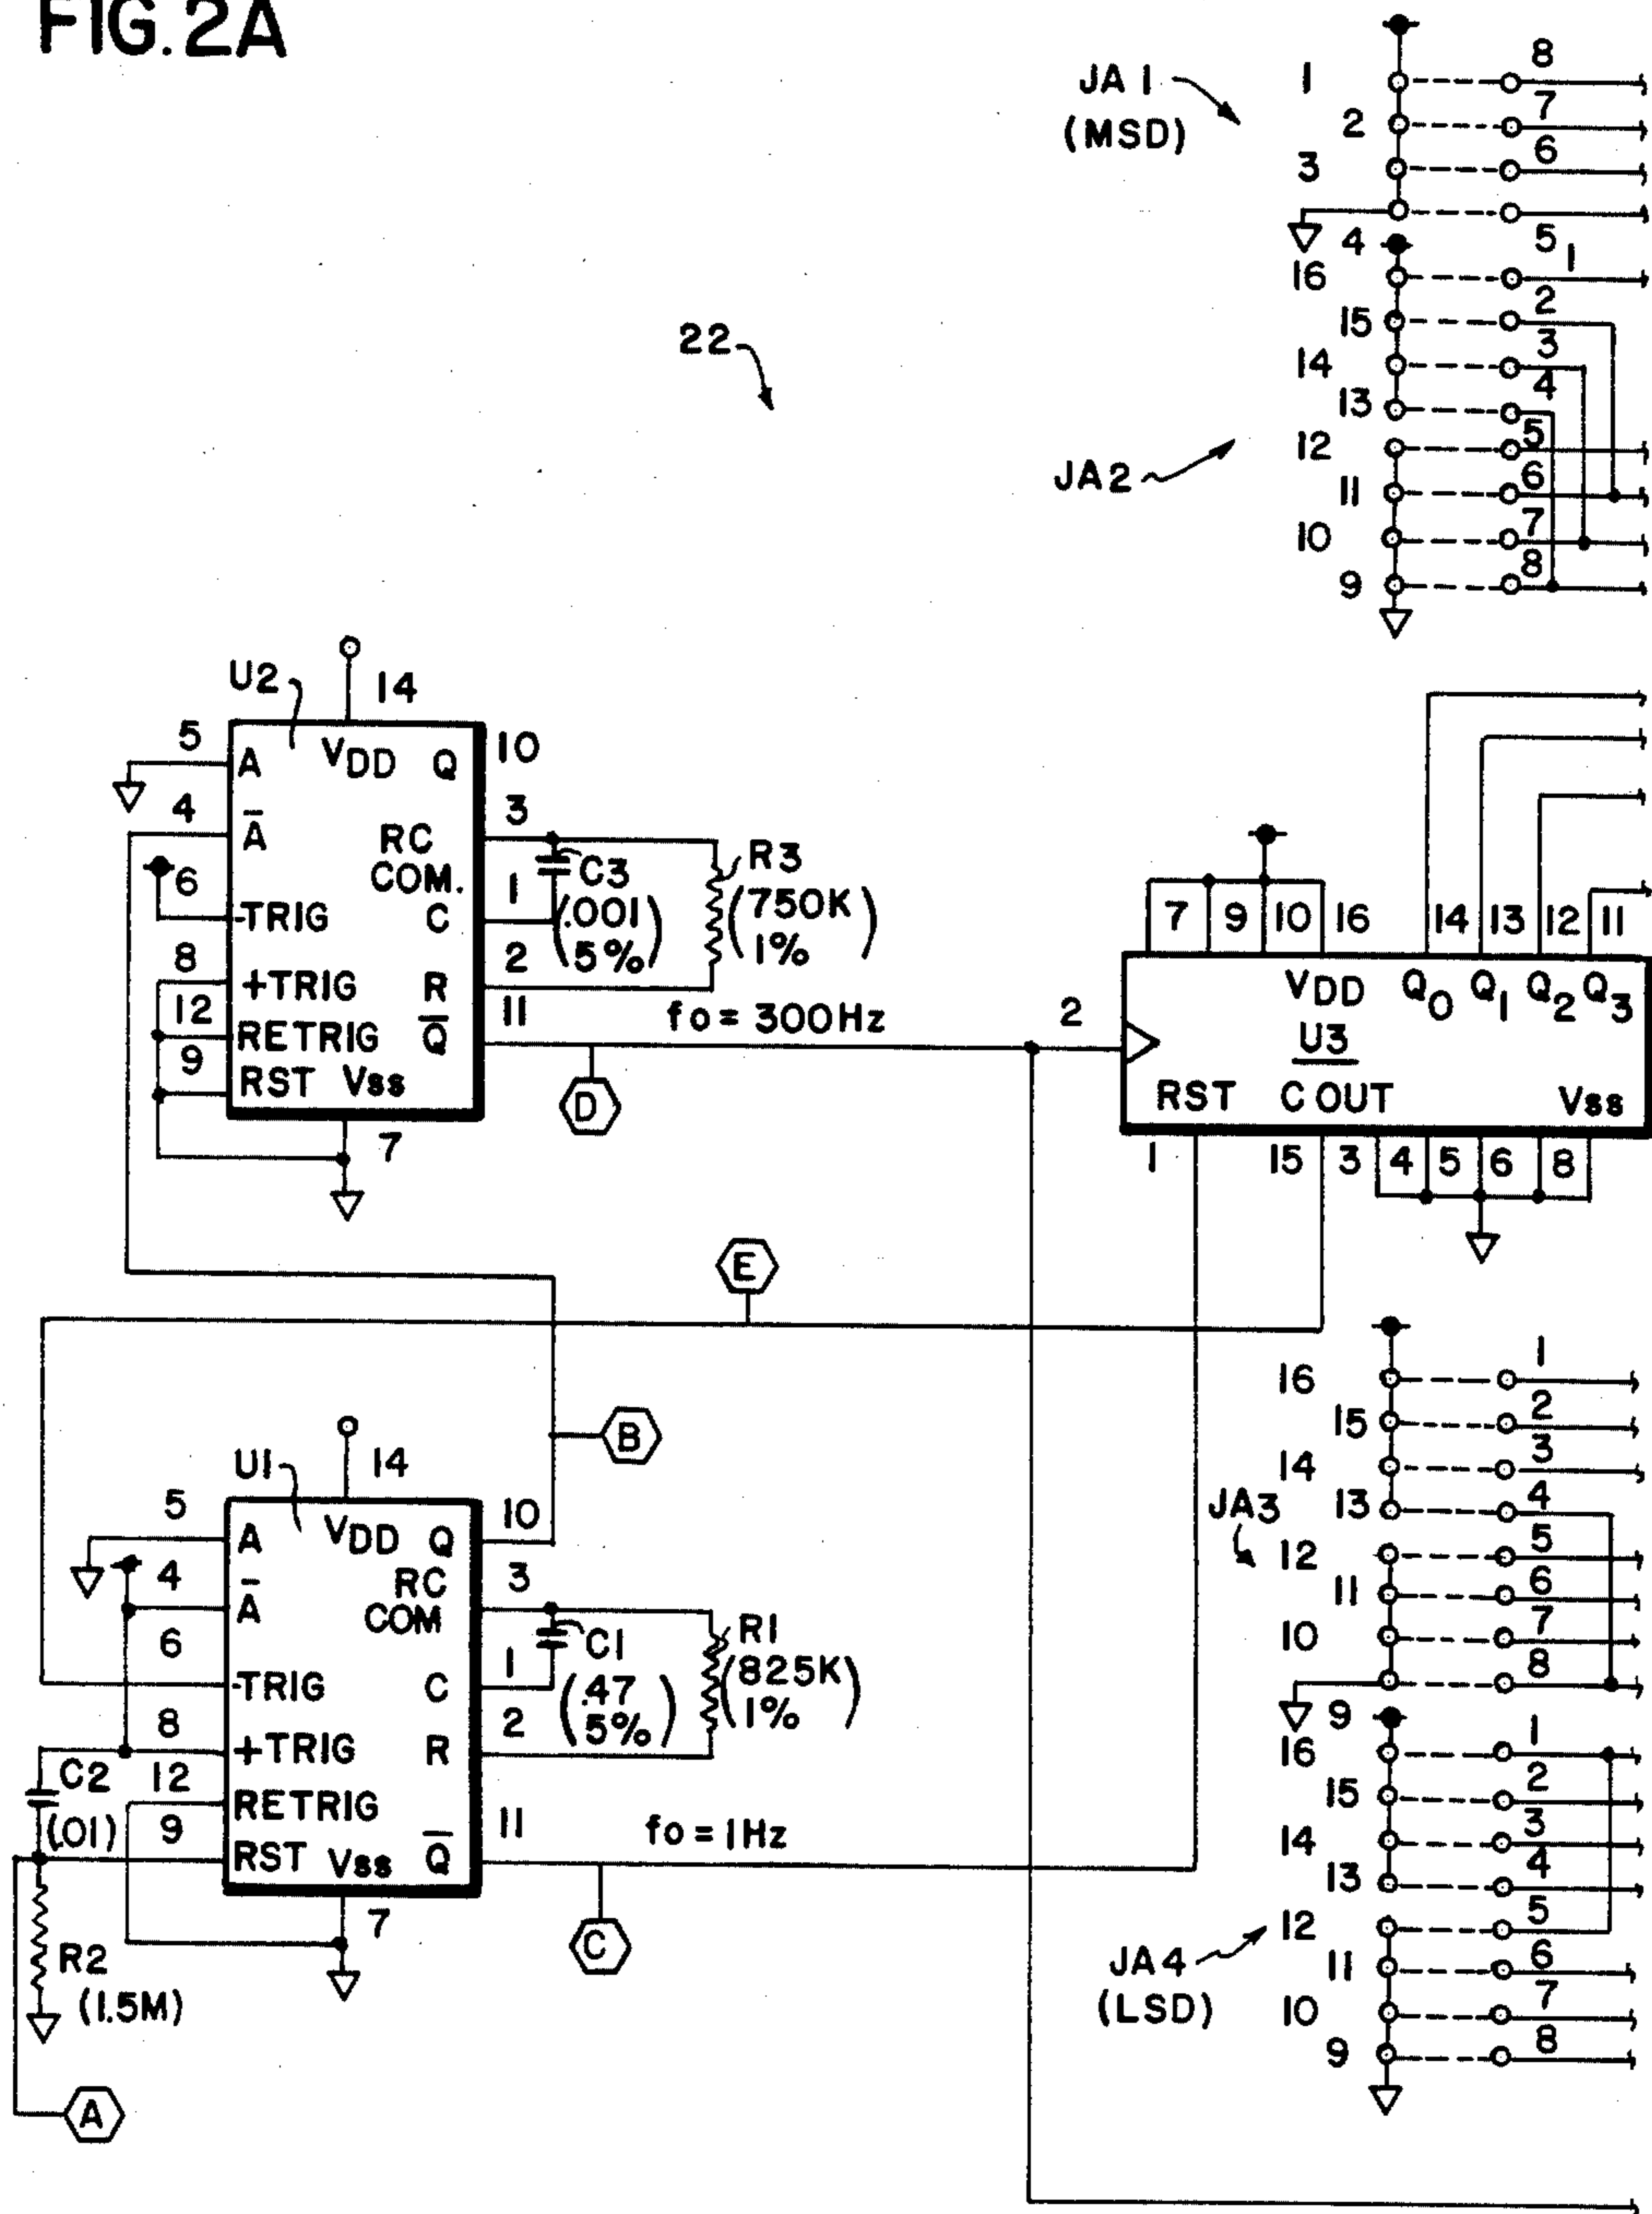 FIG. 2A
JA 1
(MSD)
1 8
2 7
3 6
4 5
16 1
15 2
14 3
13 4
12 5
11 6
10 7
9 8
22
JA2
U2
14
5 A VDD Q 10
4 A̅ RC COM. 3
6 -TRIG C 1
8 +TRIG R 2
12 RETRIG Q̅ 11
9 RST Vss
7
C3
(.001)
(5%)
R3
(750K
1%)
fo = 300Hz
D
2
7 9 10 16 14 13 12 11
VDD Q0 Q1 Q2 Q3
U3
RST C OUT Vss
1 15 3 4 5 6 8
E
B
U1
14
5 A VDD Q 10
4 A̅ RC COM 3
6 -TRIG C 1
8 +TRIG R 2
12 RETRIG
9 RST Vss Q̅ 11
7
C1
(.47
5%)
R1
(825K
1%)
C2
(.01)
fo = 1Hz
C
R2
(1.5M)
A
JA3
16 1
15 2
14 3
13 4
12 5
11 6
10 7
9 8
JA4
(LSD)
16 1
15 2
14 3
13 4
12 5
11 6
10 7
9 8